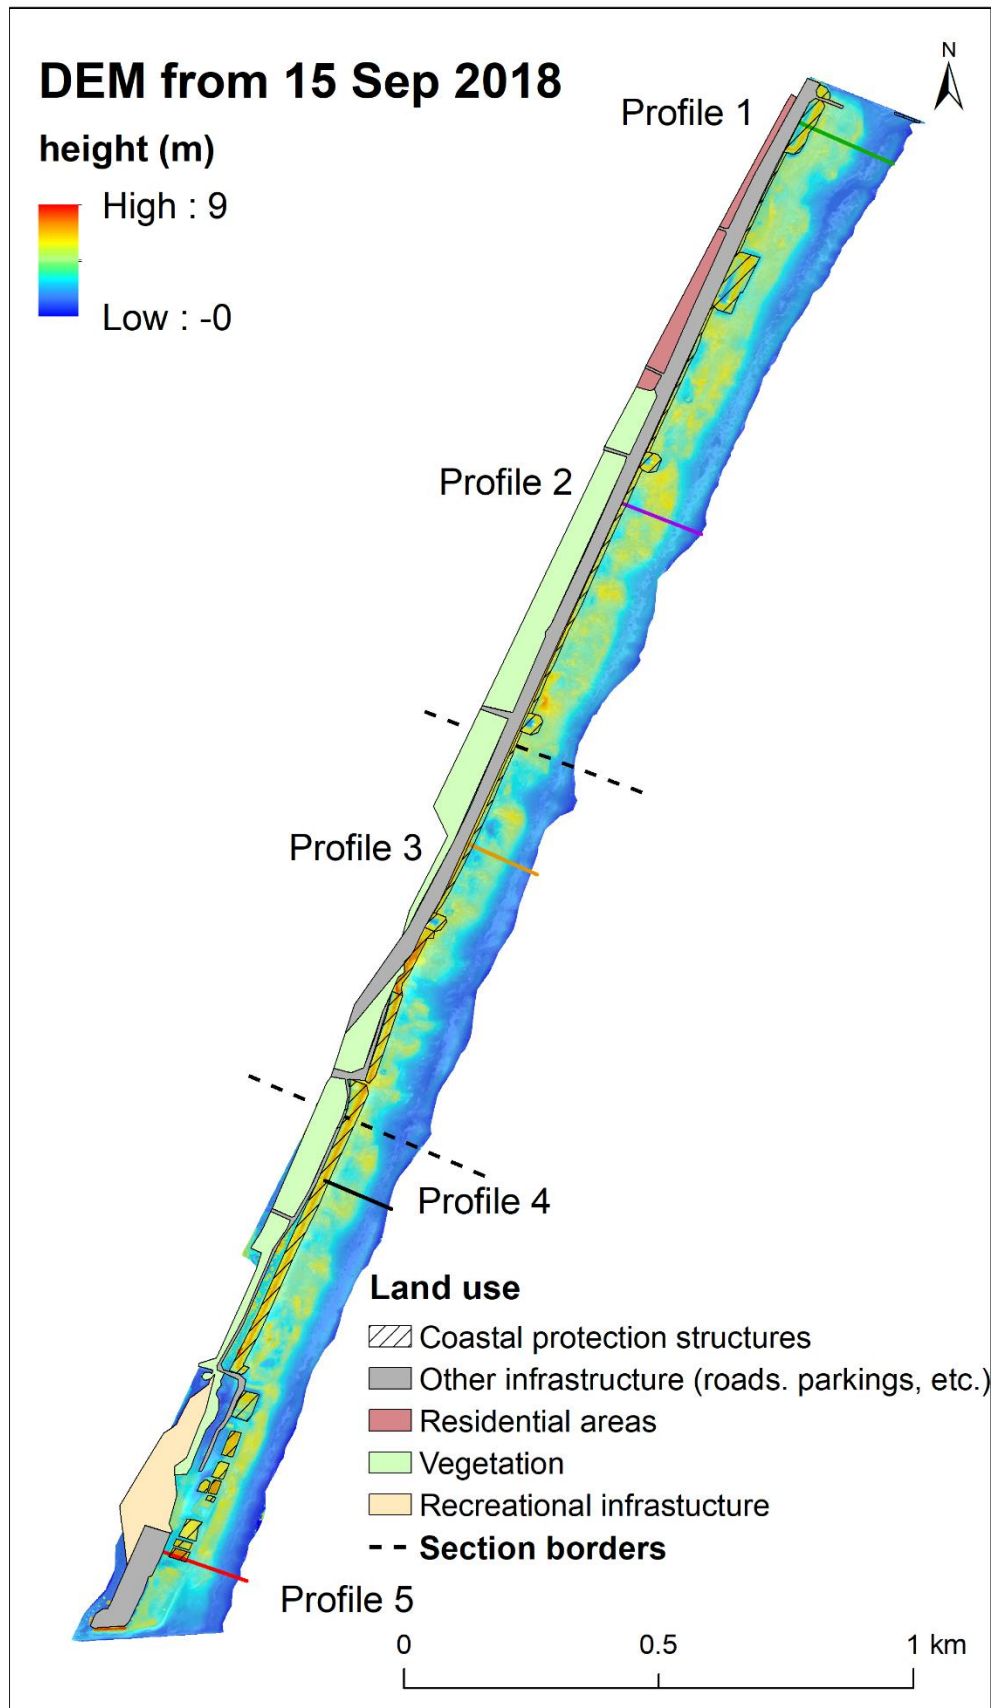 DEM from 15 Sep 2018
N
height (m)
High : 9
Low : -0
Profile 1
Profile 2
Profile 3
Profile 4
Land use
Coastal protection structures
Other infrastructure (roads. parkings, etc.)
Residential areas
Vegetation
Recreational infrastucture
Section borders
Profile 5
0 0.5 1 km